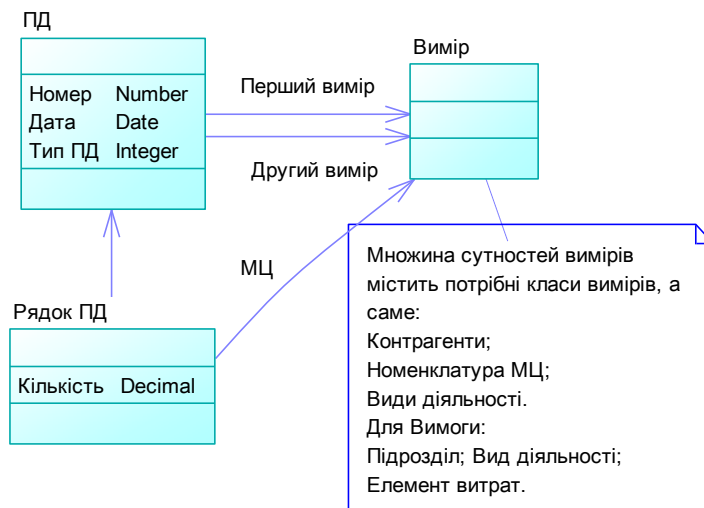 ПД
Номер Number
Дата Date
Тип ПД Integer
Перший вимір
Другий вимір
Вимір
МЦ
Рядок ПД
Кількість Decimal
Множина сутностей вимірів
містить потрібні класи вимірів, а
саме:
Контрагенти;
Номенклатура МЦ;
Види діяльності.
Для Вимоги:
Підрозділ; Вид діяльності;
Елемент витрат.